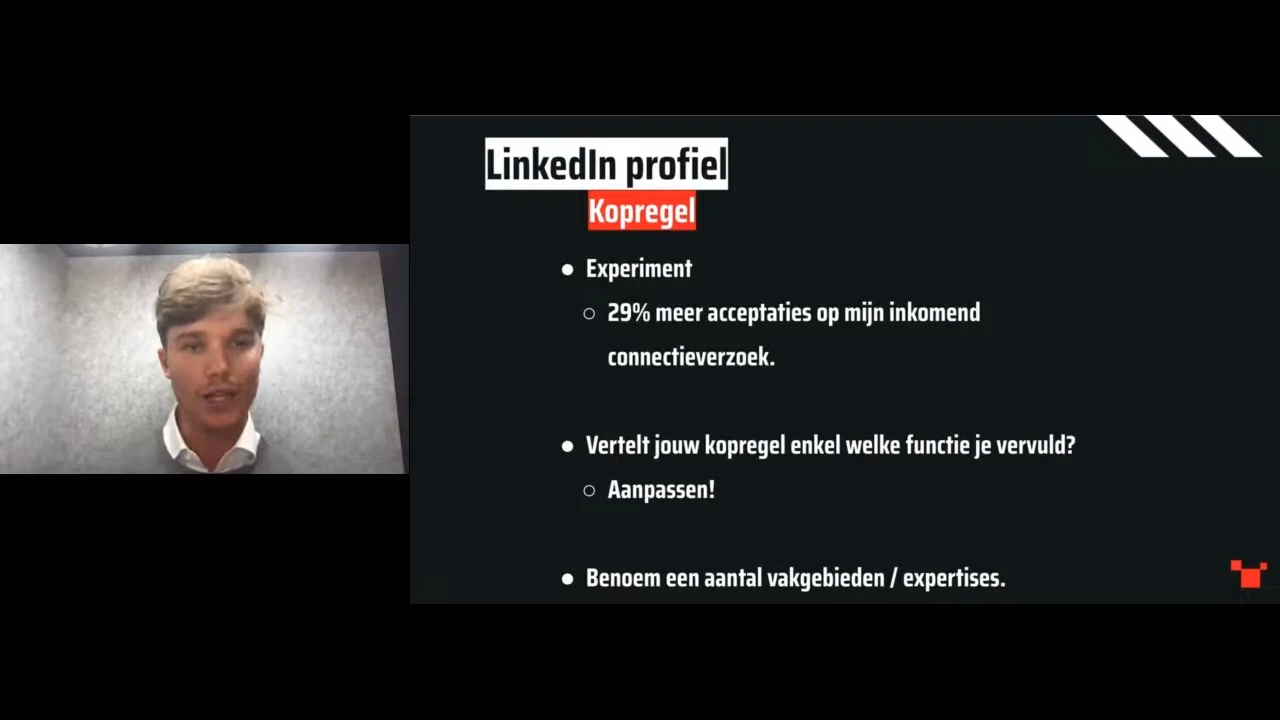 LinkedIn profiel
Kopregel
● Experiment
○ 29% meer acceptaties op mijn inkomend
connectieverzoek.
● Vertelt jouw kopregel enkel welke functie je vervuld?
○ Aanpassen!
● Benoem een aantal vakgebieden / expertises.